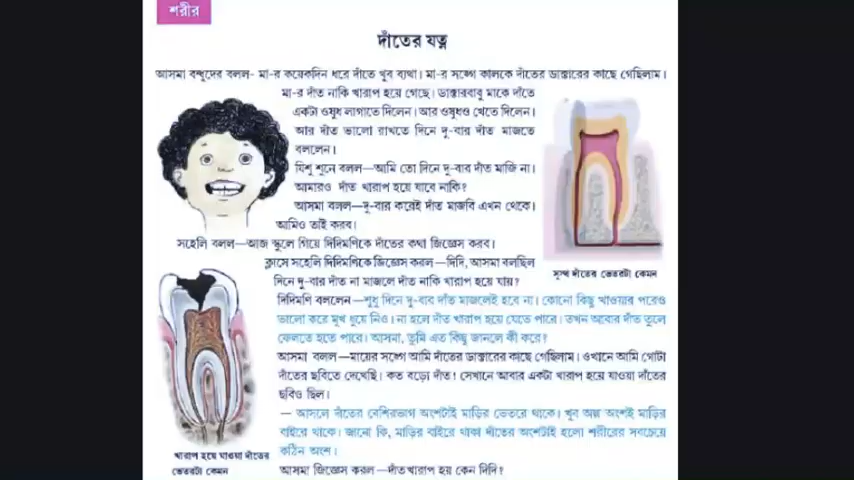 শরীর
দাঁতের যত্ন
আসমা বন্ধুদের বলল- মা-র কয়েকদিন ধরে দাঁতে খুব ব্যথা। মা-র সঙ্গে কালকে দাঁতের ডাক্তারের কাছে গেছিলাম।
মা-র দাঁত নাকি খারাপ হয়ে গেছে। ডাক্তারবাবু মাকে দাঁতে
একটা ওষুধ লাগাতে দিলেন। আর ওষুধও খেতে দিলেন।
আর দাঁত ভালো রাখতে দিনে দু-বার দাঁত মাজতে
বললেন।
যিশু শুনে বলল—আমি তো দিনে দু-বার দাঁত মাজি না।
আমারও দাঁত খারাপ হয়ে যাবে নাকি?
আসমা বলল—দু-বার করেই দাঁত মাজবি এখন থেকে।
আমিও তাই করব।
সহেলি বলল—আজ স্কুলে গিয়ে দিদিমণিকে দাঁতের কথা জিজ্ঞেস করব।
ক্লাসে সহেলি দিদিমণিকে জিজ্ঞেস করল—দিদি, আসমা বলছিল
দিনে দু-বার দাঁত না মাজলে দাঁত নাকি খারাপ হয়ে যায়?
সুস্থ দাঁতের ভেতরটা কেমন
দিদিমণি বললেন—শুধু দিনে দু-বার দাঁত মাজলেই হবে না। কোনো কিছু খাওয়ার পরেও
ভালো করে মুখ ধুয়ে নিও। না হলে দাঁত খারাপ হয়ে যেতে পারে। তখন আবার দাঁত তুলে
ফেলতে হতে পারে। আসমা, তুমি এত কিছু জানলে কী করে?
আসমা বলল—মায়ের সঙ্গে আমি দাঁতের ডাক্তারের কাছে গেছিলাম। ওখানে আমি গোটা
দাঁতের ছবিতে দেখেছি। কত বড়ো দাঁত! সেখানে আবার একটা খারাপ হয়ে যাওয়া দাঁতের
ছবিও ছিল।
— আসলে দাঁতের বেশিরভাগ অংশটাই মাড়ির ভেতরে থাকে। খুব অল্প অংশই মাড়ির
বাইরে থাকে। জানো কি, মাড়ির বাইরে থাকা দাঁতের অংশটাই হলো শরীরের সবচেয়ে
কঠিন অংশ।
খারাপ হয়ে যাওয়া দাঁতের
ভেতরটা কেমন
আসমা জিজ্ঞেস করল—দাঁত খারাপ হয় কেন দিদি?